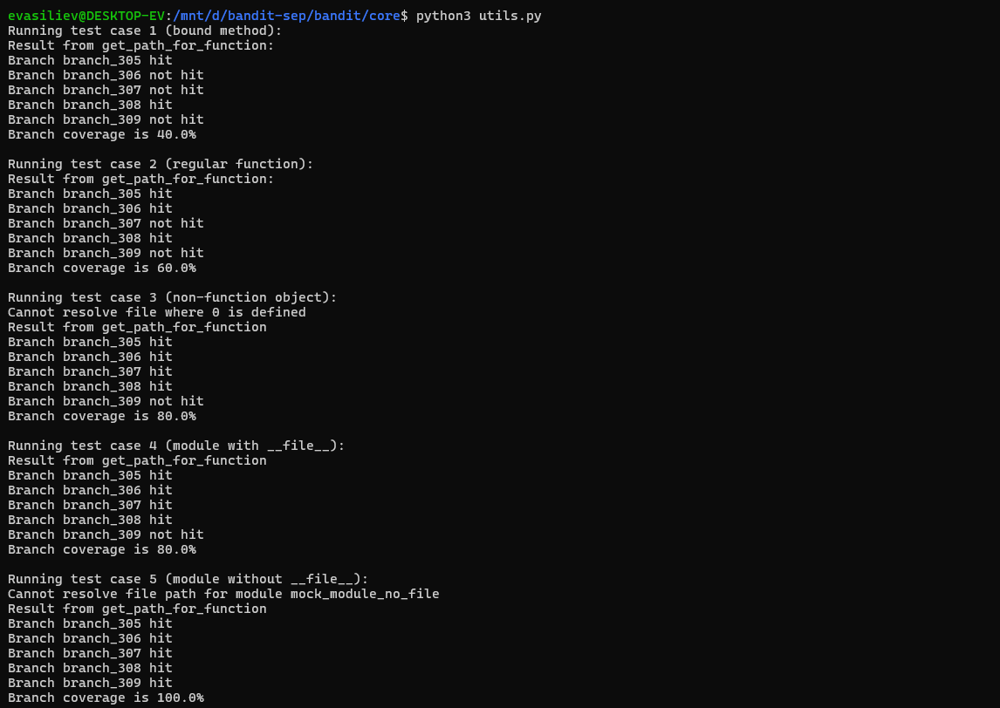 evasiliev@DESKTOP-EV:/mnt/d/bandit-sep/bandit/core$ python3 utils.py
Running test case 1 (bound method):
Result from get_path_for_function:
Branch branch_305 hit
Branch branch_306 not hit
Branch branch_307 not hit
Branch branch_308 hit
Branch branch_309 not hit
Branch coverage is 40.0%

Running test case 2 (regular function):
Result from get_path_for_function:
Branch branch_305 hit
Branch branch_306 hit
Branch branch_307 not hit
Branch branch_308 hit
Branch branch_309 not hit
Branch coverage is 60.0%

Running test case 3 (non-function object):
Cannot resolve file where 0 is defined
Result from get_path_for_function
Branch branch_305 hit
Branch branch_306 hit
Branch branch_307 hit
Branch branch_308 hit
Branch branch_309 not hit
Branch coverage is 80.0%

Running test case 4 (module with __file__):
Result from get_path_for_function
Branch branch_305 hit
Branch branch_306 hit
Branch branch_307 hit
Branch branch_308 hit
Branch branch_309 not hit
Branch coverage is 80.0%

Running test case 5 (module without __file__):
Cannot resolve file path for module mock_module_no_file
Result from get_path_for_function
Branch branch_305 hit
Branch branch_306 hit
Branch branch_307 hit
Branch branch_308 hit
Branch branch_309 hit
Branch coverage is 100.0%